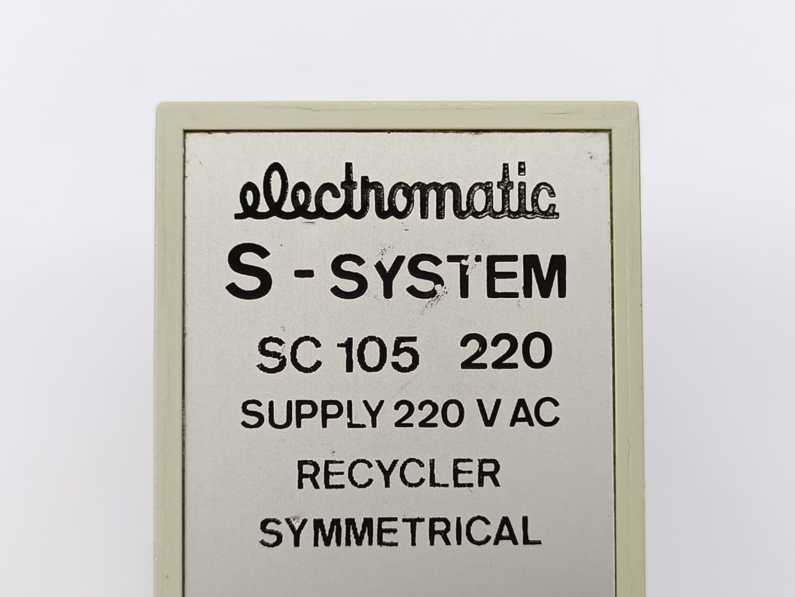 electromatic
S - SYSTEM
SC 105 220
SUPPLY 220 V AC
RECYCLER
SYMMETRICAL